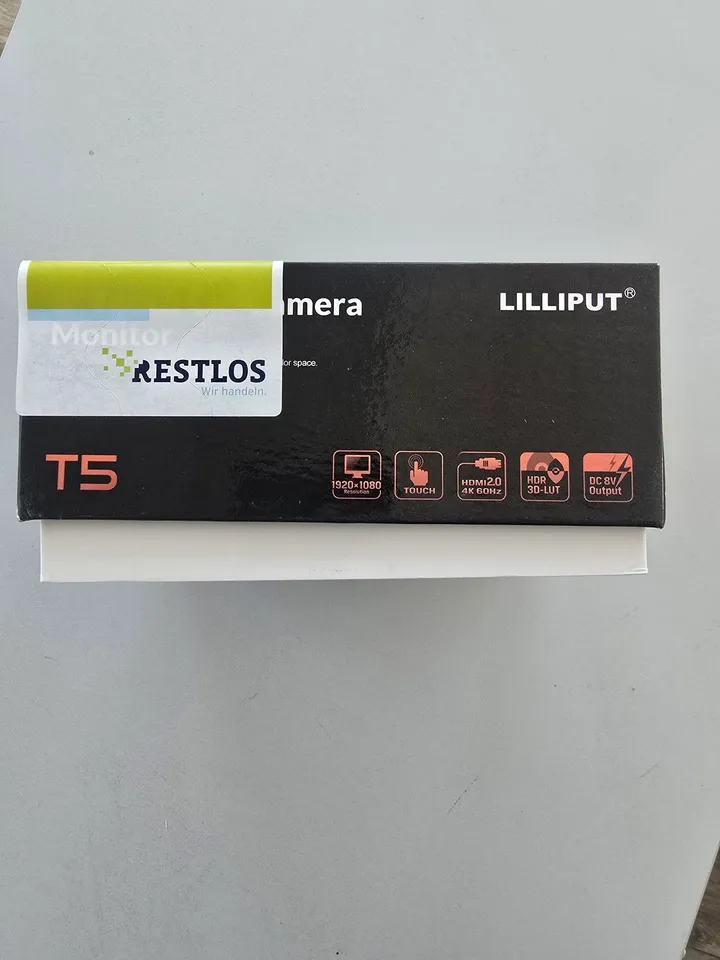 amera
LILLIPUT®
Monitor
lor space.
RESTLOS
Wir handeln.
T5
1920×1080
Resolution
TOUCH
HDMI2.0
4K 60Hz
HDR
3D-LUT
DC 8V
Output